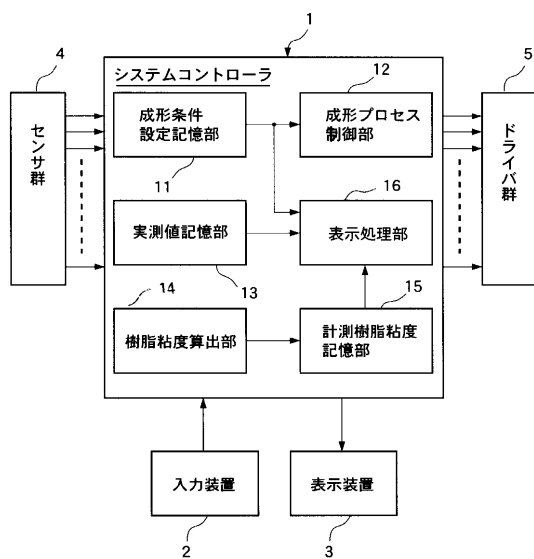 1
4
5
システムコントローラ
12
センサ群
成形条件
設定記憶部
成形プロセス
制御部
ドライバ群
11
16
実測値記憶部
表示処理部
14
13
15
樹脂粘度算出部
計測樹脂粘度
記憶部
入力装置
表示装置
2
3